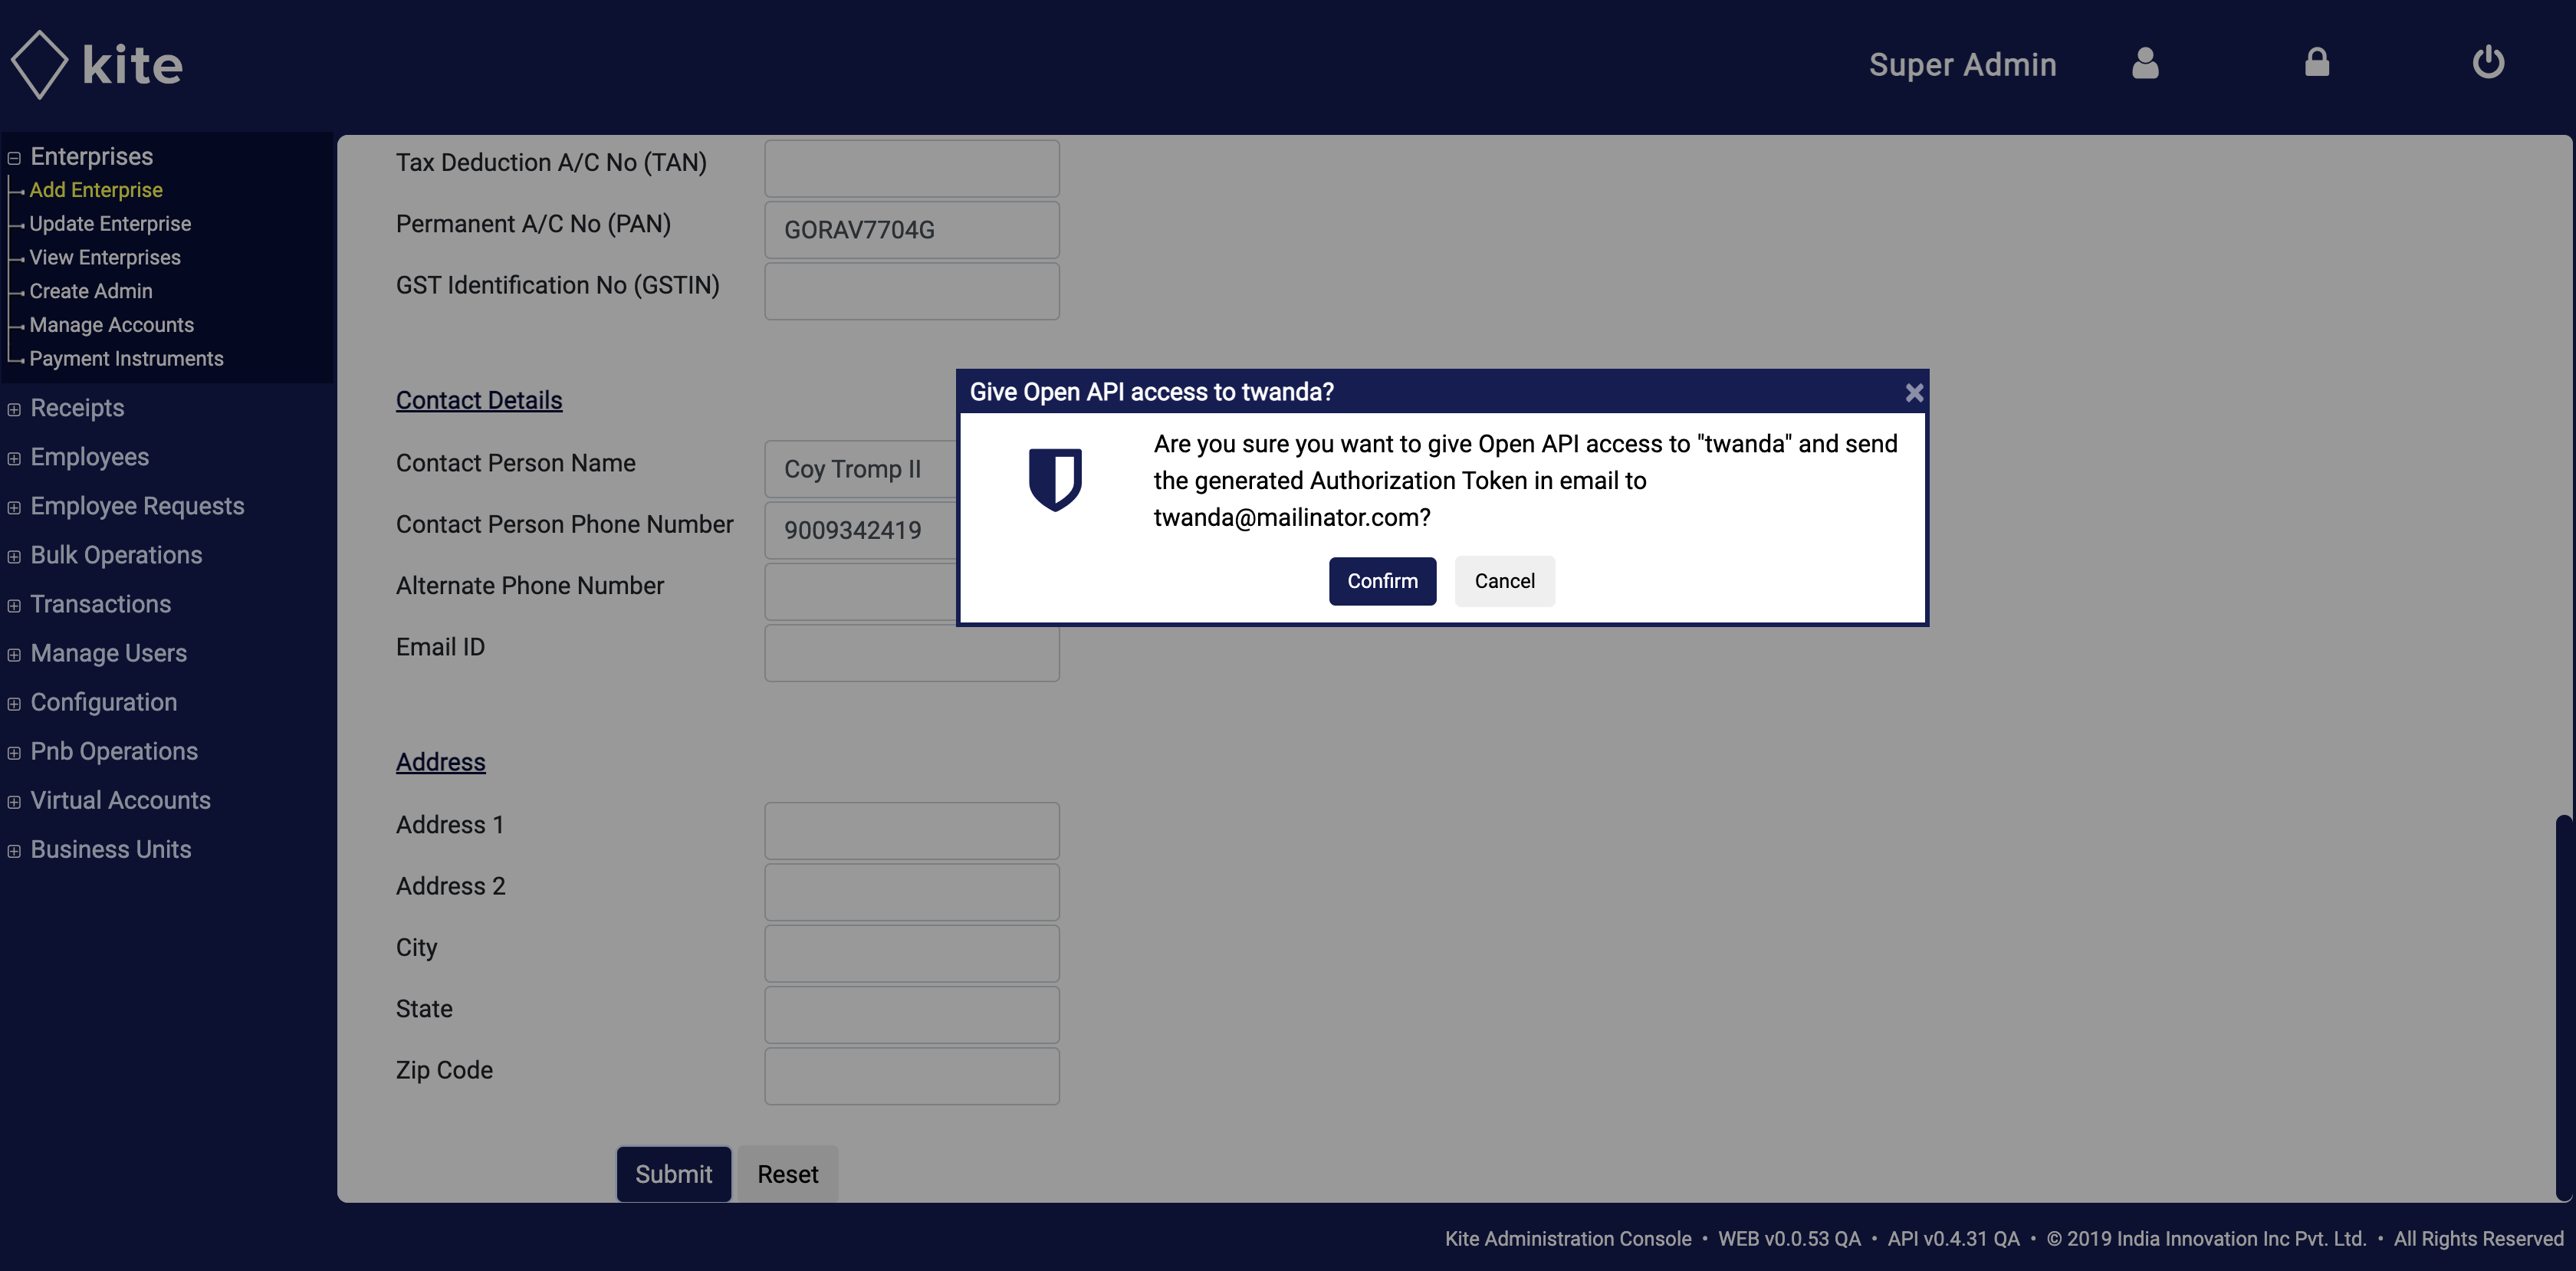 kite
Super Admin
Enterprises
Add Enterprise
Update Enterprise
View Enterprises
Create Admin
Manage Accounts
Payment Instruments
Receipts
Employees
Employee Requests
Bulk Operations
Transactions
Manage Users
Configuration
Pnb Operations
Virtual Accounts
Business Units
Tax Deduction A/C No (TAN)
Permanent A/C No (PAN) GORAV7704G
GST Identification No (GSTIN)
Contact Details
Contact Person Name Coy Tromp II
Contact Person Phone Number 9009342419
Alternate Phone Number
Email ID
Address
Address 1
Address 2
City
State
Zip Code
Submit Reset
Give Open API access to twanda?
Are you sure you want to give Open API access to "twanda" and send
the generated Authorization Token in email to
twanda@mailinator.com?
Confirm Cancel
Kite Administration Console • WEB v0.0.53 QA • API v0.4.31 QA • © 2019 India Innovation Inc Pvt. Ltd. • All Rights Reserved